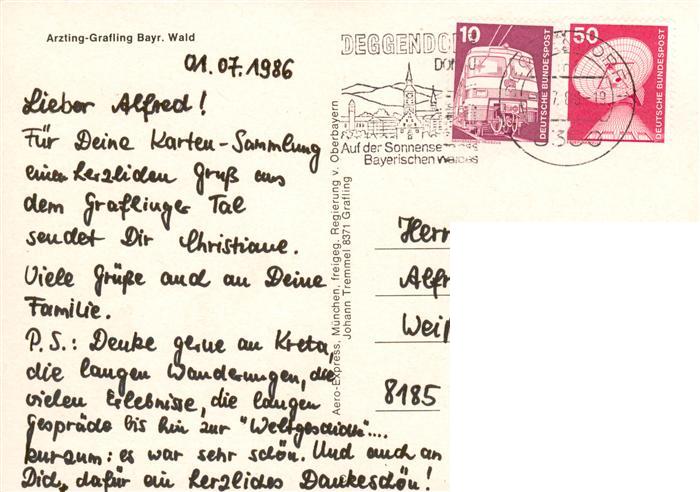 Arzting-Grafling Bayr. Wald
01.07.1986
Lieber Alfred!
Für Deine Karten-Sammlung
einen herzlichen Gruß aus
dem Graflinger Tal
sendet Dir Christiane.
Viele Grüße auch an Deine
Familie.
P.S.: Denke gerne an Kreta,
die langen Wanderungen, die
vielen Erlebnisse, die langen
Gespräche bis hin zur "Weltgeschichte"....
kurzum: es war sehr schön. Und auch an
Dich, dafür ein herzliches Dankeschön!
Aero-Express, München, freigeg. Regierung v. Oberbayern
Johann Tremmel 8371 Grafling
DEGGENDO
DO
Auf der Sonnense
Bayerischen Waldes
10
DEUTSCHE BUNDESPOST
50
DEUTSCHE BUNDESPOST
Herr
Alfr
Weiß
8185